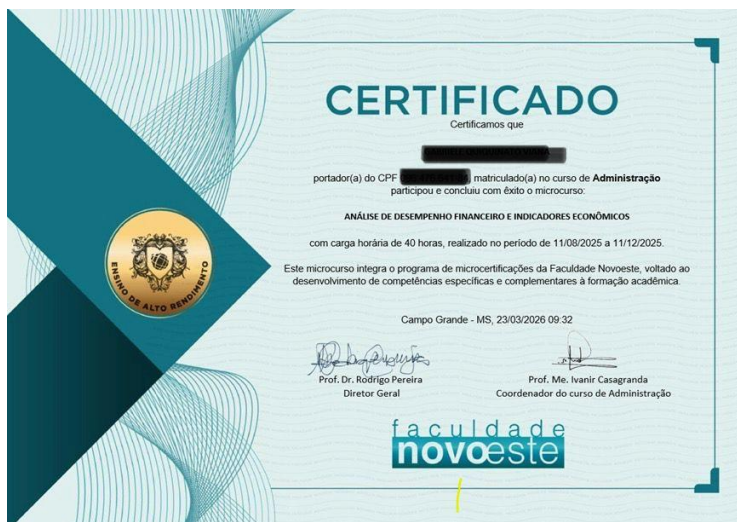 CERTIFICADO
Certificamos que
portador(a) do CPF , matriculado(a) no curso de Administração
participou e concluiu com êxito o microcurso:
ANÁLISE DE DESEMPENHO FINANCEIRO E INDICADORES ECONÔMICOS
com carga horária de 40 horas, realizado no período de 11/08/2025 a 11/12/2025.
Este microcurso integra o programa de microcertificações da Faculdade Novoeste, voltado ao
desenvolvimento de competências específicas e complementares à formação acadêmica.
ENSINO DE ALTO RENDIMENTO
Campo Grande - MS, 23/03/2026 09:32
Prof. Dr. Rodrigo Pereira
Diretor Geral
Prof. Me. Ivanir Casagranda
Coordenador do curso de Administração
faculdade
novoeste